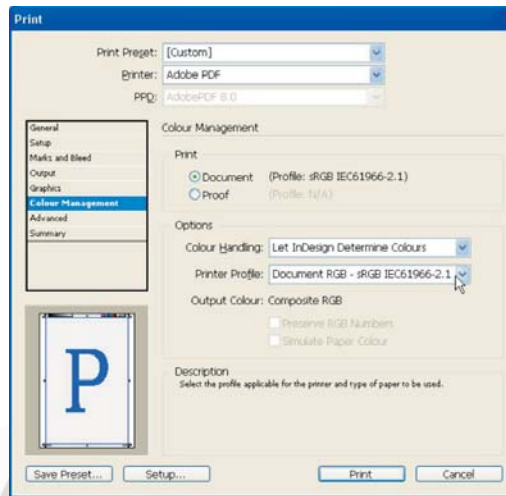 Print
Print Preset: [Custom]
Printer: Adobe PDF
PPD: AdobePDF 8.0
General
Setup
Marks and Bleed
Output
Graphics
Colour Management
Advanced
Summary
Colour Management
Print
Document (Profile: sRGB IEC61966-2.1)
Proof (Profile: N/A)
Options
Colour Handling: Let InDesign Determine Colours
Printer Profile: Document RGB - sRGB IEC61966-2.1
Output Colour: Composite RGB
Preserve RGB Numbers
Simulate Paper Colour
Description
Select the profile applicable for the printer and type of paper to be used.
P
Save Preset... Setup... Print Cancel